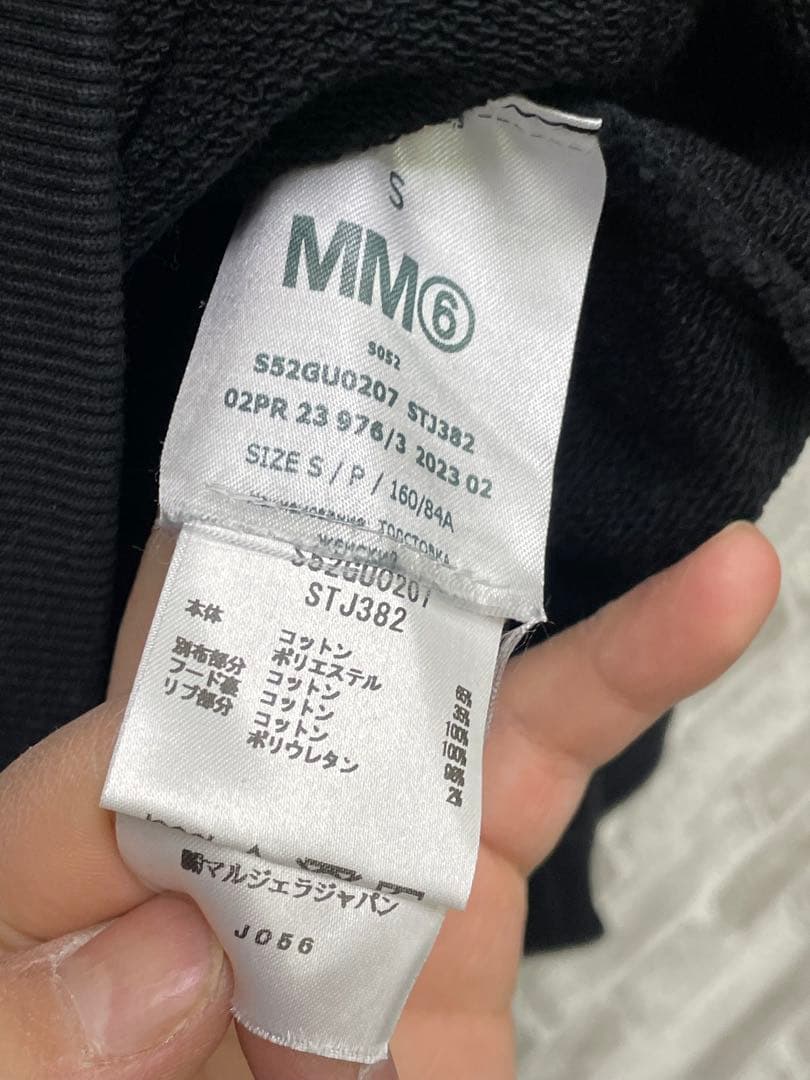 S
MM⑥
S052
S52GU0207 STJ382
02PR 23 976/3 2023 02
SIZE S / P / 160/84A
ТОЛСТОВКА
S52GU0207
STJ382
本体 コットン 65%
ポリエステル 35%
別布部分 コットン 100%
フード裏 コットン 100%
リブ部分 コットン 98%
ポリウレタン 2%
㈱マルジェラジャパン
J056